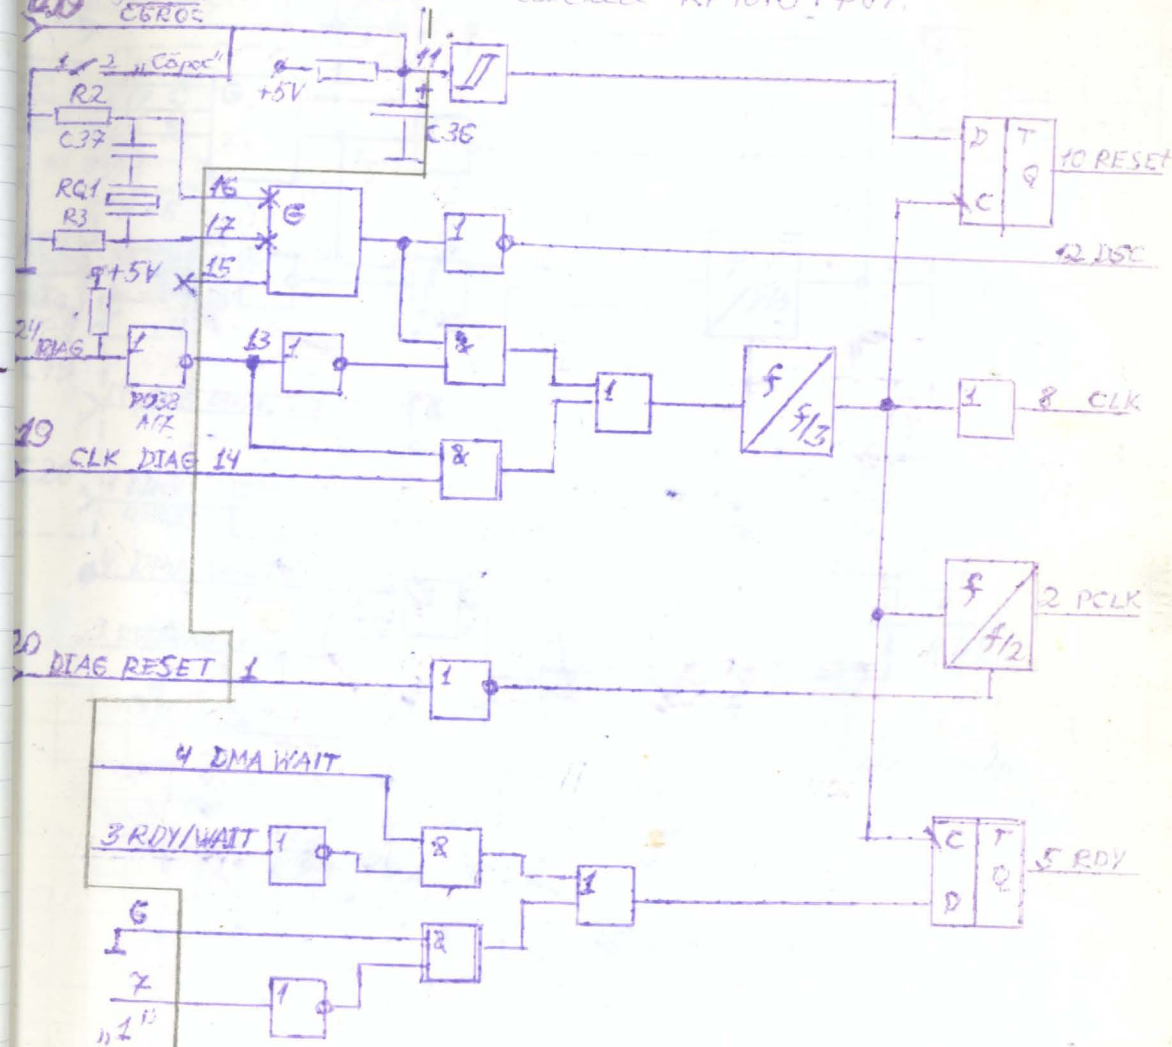 СБРОС
1 2 „Сброс"
+5V
11
+
C36
R2
C37
RQ1
R3
+5V
16
17
15
G
1
D T
Q
C
10 RESET
12 OSC
24
DIAG
1
13
1
&
1
f
f/3
1
8 CLK
19
CLK DIAG 14
&
f
f/2
2 PCLK
20
DIAG RESET 1
1
4 DMA WAIT
3 RDY/WAIT
1
&
1
C T
Q
D
5 RDY
6
&
7
1
„1"